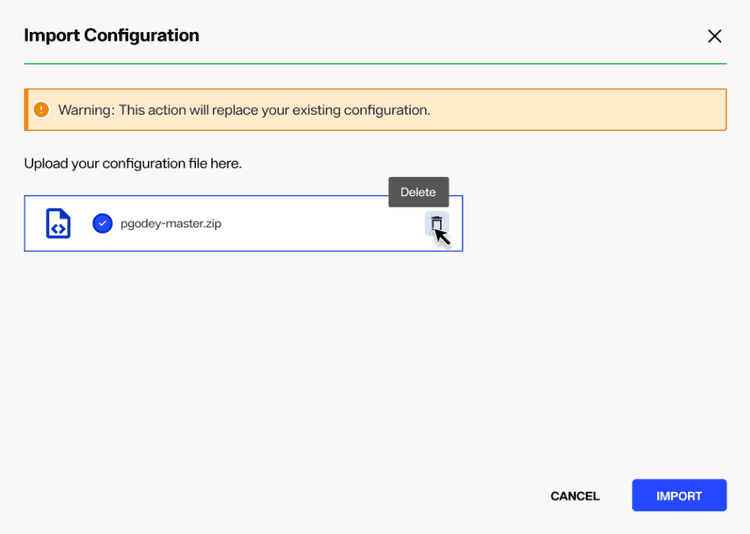 Import Configuration
Warning: This action will replace your existing configuration.
Upload your configuration file here.
Delete
pgodey-master.zip
CANCEL
IMPORT